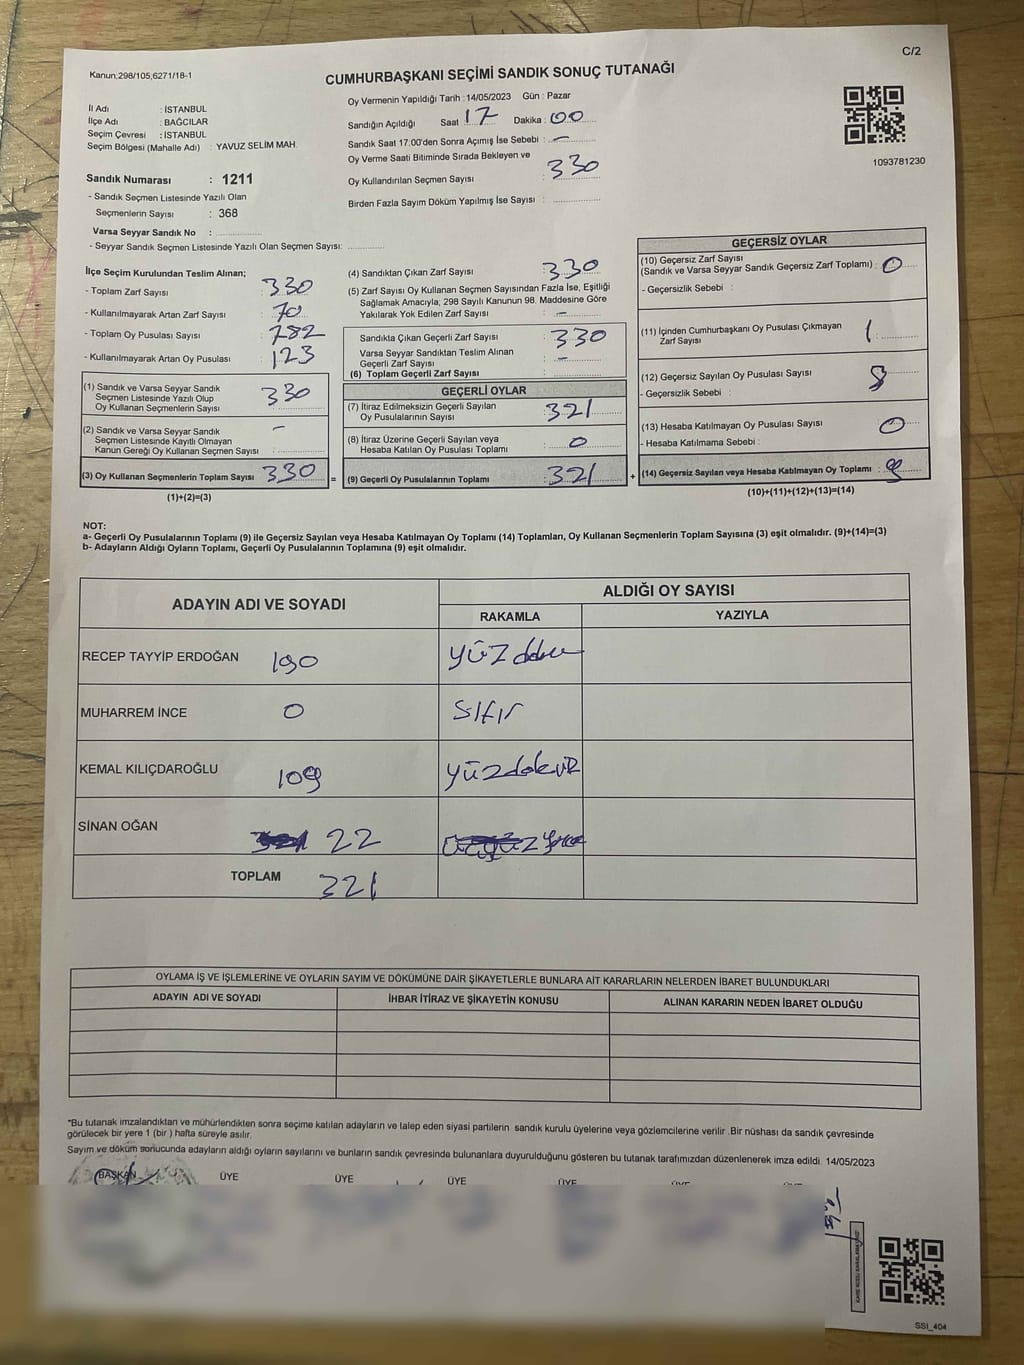 C/2
Kanun:298/105,6271/18-1
CUMHURBAŞKANI SEÇİMİ SANDIK SONUÇ TUTANAĞI
1093781230
İl Adı : İSTANBUL
İlçe Adı : BAĞCILAR
Seçim Çevresi : İSTANBUL
Seçim Bölgesi (Mahalle Adı) : YAVUZ SELİM MAH.
Sandık Numarası : 1211
- Sandık Seçmen Listesinde Yazılı Olan
Seçmenlerin Sayısı : 368
Varsa Seyyar Sandık No :
- Seyyar Sandık Seçmen Listesinde Yazılı Olan Seçmen Sayısı:
Oy Vermenin Yapıldığı Tarih : 14/05/2023 Gün : Pazar
Sandığın Açıldığı Saat 17 Dakika : 00
Sandık Saat 17:00'den Sonra Açımış İse Sebebi : -
Oy Verme Saati Bitiminde Sırada Bekleyen ve
Oy Kullandırılan Seçmen Sayısı : 330
Birden Fazla Sayım Döküm Yapılmış İse Sayısı :
İlçe Seçim Kurulundan Teslim Alınan;
- Toplam Zarf Sayısı : 330
- Kullanılmayarak Artan Zarf Sayısı : 70
- Toplam Oy Pusulası Sayısı : 782
- Kullanılmayarak Artan Oy Pusulası : 123
(1) Sandık ve Varsa Seyyar Sandık
Seçmen Listesinde Yazılı Olup
Oy Kullanan Seçmenlerin Sayısı : 330
(2) Sandık ve Varsa Seyyar Sandık
Seçmen Listesinde Kayıtlı Olmayan
Kanun Gereği Oy Kullanan Seçmen Sayısı : -
(3) Oy Kullanan Seçmenlerin Toplam Sayısı : 330 =
(1)+(2)=(3)
(4) Sandıktan Çıkan Zarf Sayısı : 330
(5) Zarf Sayısı Oy Kullanan Seçmen Sayısından Fazla İse, Eşitliği
Sağlamak Amacıyla; 298 Sayılı Kanunun 98. Maddesine Göre
Yakılarak Yok Edilen Zarf Sayısı : -
Sandıkta Çıkan Geçerli Zarf Sayısı : 330
Varsa Seyyar Sandıktan Teslim Alınan
Geçerli Zarf Sayısı : -
(6) Toplam Geçerli Zarf Sayısı
GEÇERLİ OYLAR
(7) İtiraz Edilmeksizin Geçerli Sayılan
Oy Pusulalarının Sayısı : 321
(8) İtiraz Üzerine Geçerli Sayılan veya
Hesaba Katılan Oy Pusulası Toplamı : 0
(9) Geçerli Oy Pusulalarının Toplamı : 321 +
GEÇERSİZ OYLAR
(10) Geçersiz Zarf Sayısı
(Sandık ve Varsa Seyyar Sandık Geçersiz Zarf Toplamı) : 0
- Geçersizlik Sebebi :
(11) İçinden Cumhurbaşkanı Oy Pusulası Çıkmayan
Zarf Sayısı : 1
(12) Geçersiz Sayılan Oy Pusulası Sayısı : 8
- Geçersizlik Sebebi :
(13) Hesaba Katılmayan Oy Pusulası Sayısı : 0
- Hesaba Katılmama Sebebi :
(14) Geçersiz Sayılan veya Hesaba Katılmayan Oy Toplamı :
(10)+(11)+(12)+(13)=(14)
NOT:
a- Geçerli Oy Pusulalarının Toplamı (9) ile Geçersiz Sayılan veya Hesaba Katılmayan Oy Toplamı (14) Toplamları, Oy Kullanan Seçmenlerin Toplam Sayısına (3) eşit olmalıdır. (9)+(14)=(3)
b- Adayların Aldığı Oyların Toplamı, Geçerli Oy Pusulalarının Toplamına (9) eşit olmalıdır.
ADAYIN ADI VE SOYADI ALDIĞI OY SAYISI
RAKAMLA YAZIYLA
RECEP TAYYİP ERDOĞAN 190 yüz
MUHARREM İNCE 0 sıfır
KEMAL KILIÇDAROĞLU 109 yüzdokuz
SİNAN OĞAN 22
TOPLAM 321
OYLAMA İŞ VE İŞLEMLERİNE VE OYLARIN SAYIM VE DÖKÜMÜNE DAİR ŞİKAYETLERLE BUNLARA AİT KARARLARIN NELERDEN İBARET BULUNDUKLARI
ADAYIN ADI VE SOYADI İHBAR İTİRAZ VE ŞİKAYETİN KONUSU ALINAN KARARIN NEDEN İBARET OLDUĞU
*Bu tutanak imzalandıktan ve mühürlendikten sonra seçime katılan adayların ve talep eden siyasi partilerin sandık kurulu üyelerine veya gözlemcilerine verilir .Bir nüshası da sandık çevresinde
görülecek bir yere 1 (bir ) hafta süreyle asılır.
Sayım ve döküm sonucunda adayların aldığı oyların sayılarını ve bunların sandık çevresinde bulunanlara duyurulduğunu gösteren bu tutanak tarafımızdan düzenlenerek imza edildi. 14/05/2023
BAŞKAN ÜYE ÜYE ÜYE ÜYE ÜYE ÜYE
SSI_404